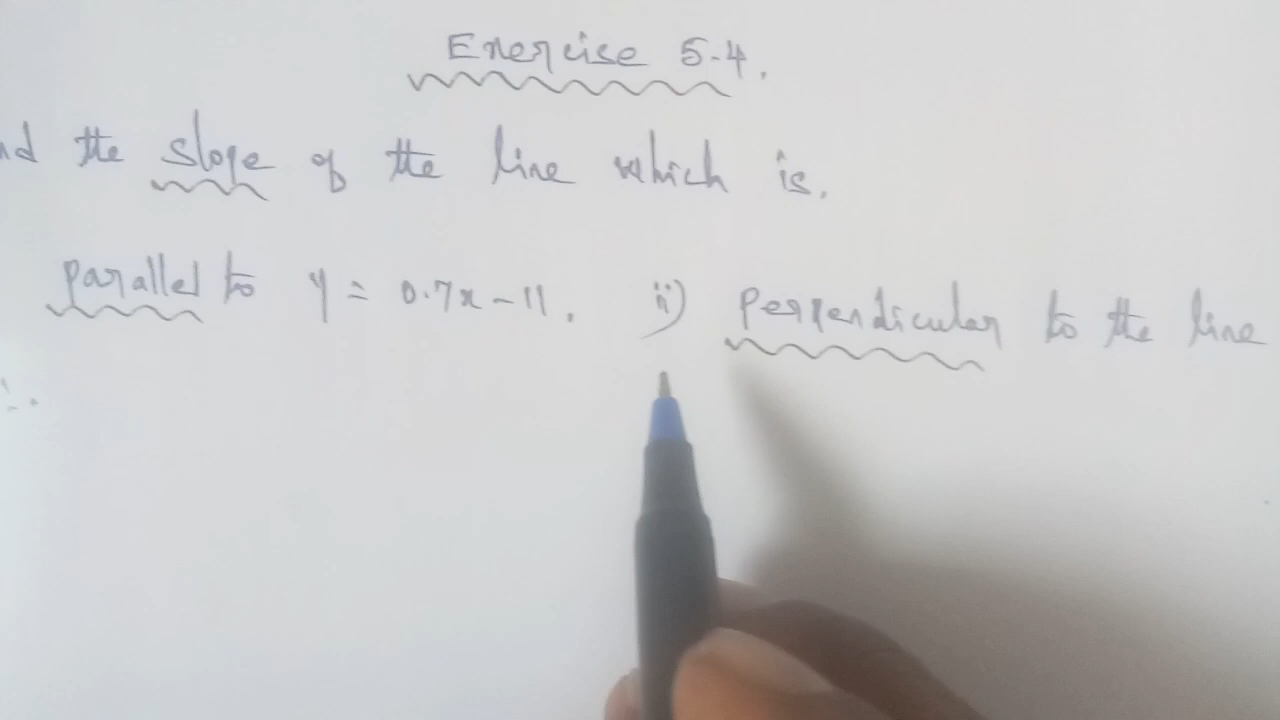 Exercise 5.4.
nd the slope of the line which is.
parallel to y = 0.7x - 11. ii) perpendicular to the line